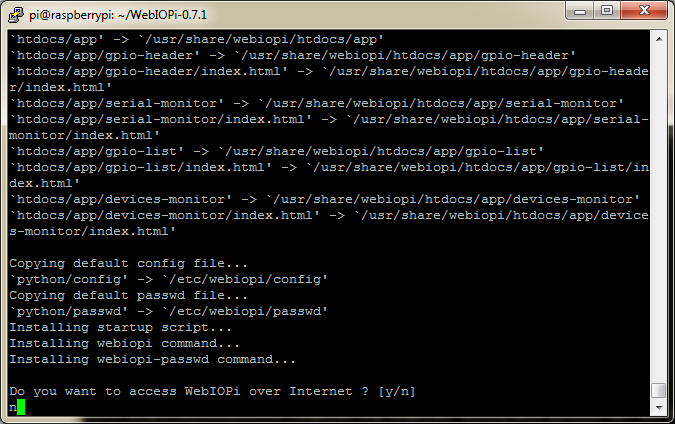 pi@raspberrypi: ~/WebIOPi-0.7.1
`htdocs/app' -> `/usr/share/webiopi/htdocs/app'
`htdocs/app/gpio-header' -> `/usr/share/webiopi/htdocs/app/gpio-header'
`htdocs/app/gpio-header/index.html' -> `/usr/share/webiopi/htdocs/app/gpio-heade
r/index.html'
`htdocs/app/serial-monitor' -> `/usr/share/webiopi/htdocs/app/serial-monitor'
`htdocs/app/serial-monitor/index.html' -> `/usr/share/webiopi/htdocs/app/serial-
monitor/index.html'
`htdocs/app/gpio-list' -> `/usr/share/webiopi/htdocs/app/gpio-list'
`htdocs/app/gpio-list/index.html' -> `/usr/share/webiopi/htdocs/app/gpio-list/in
dex.html'
`htdocs/app/devices-monitor' -> `/usr/share/webiopi/htdocs/app/devices-monitor'
`htdocs/app/devices-monitor/index.html' -> `/usr/share/webiopi/htdocs/app/device
s-monitor/index.html'
Copying default config file...
`python/config' -> `/etc/webiopi/config'
Copying default passwd file...
`python/passwd' -> `/etc/webiopi/passwd'
Installing startup script...
Installing webiopi command...
Installing webiopi-passwd command...
Do you want to access WebIOPi over Internet ? [y/n]
n